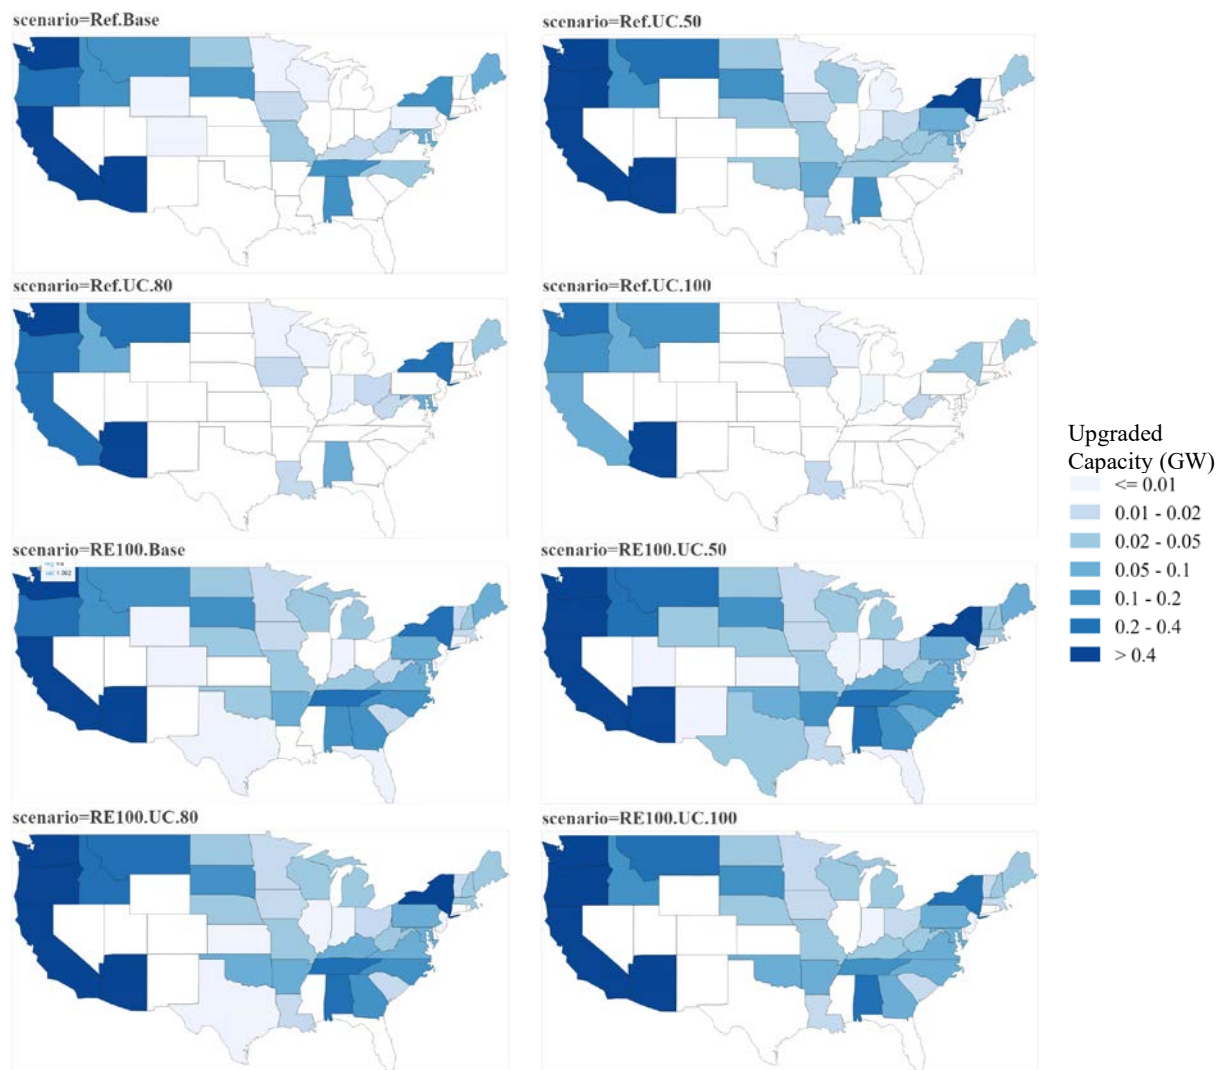 scenario=Ref.Base
scenario=Ref.UC.50
scenario=Ref.UC.80
scenario=Ref.UC.100
Upgraded
Capacity (GW)
<= 0.01
0.01 - 0.02
0.02 - 0.05
0.05 - 0.1
0.1 - 0.2
0.2 - 0.4
> 0.4
scenario=RE100.Base
scenario=RE100.UC.50
scenario=RE100.UC.80
scenario=RE100.UC.100